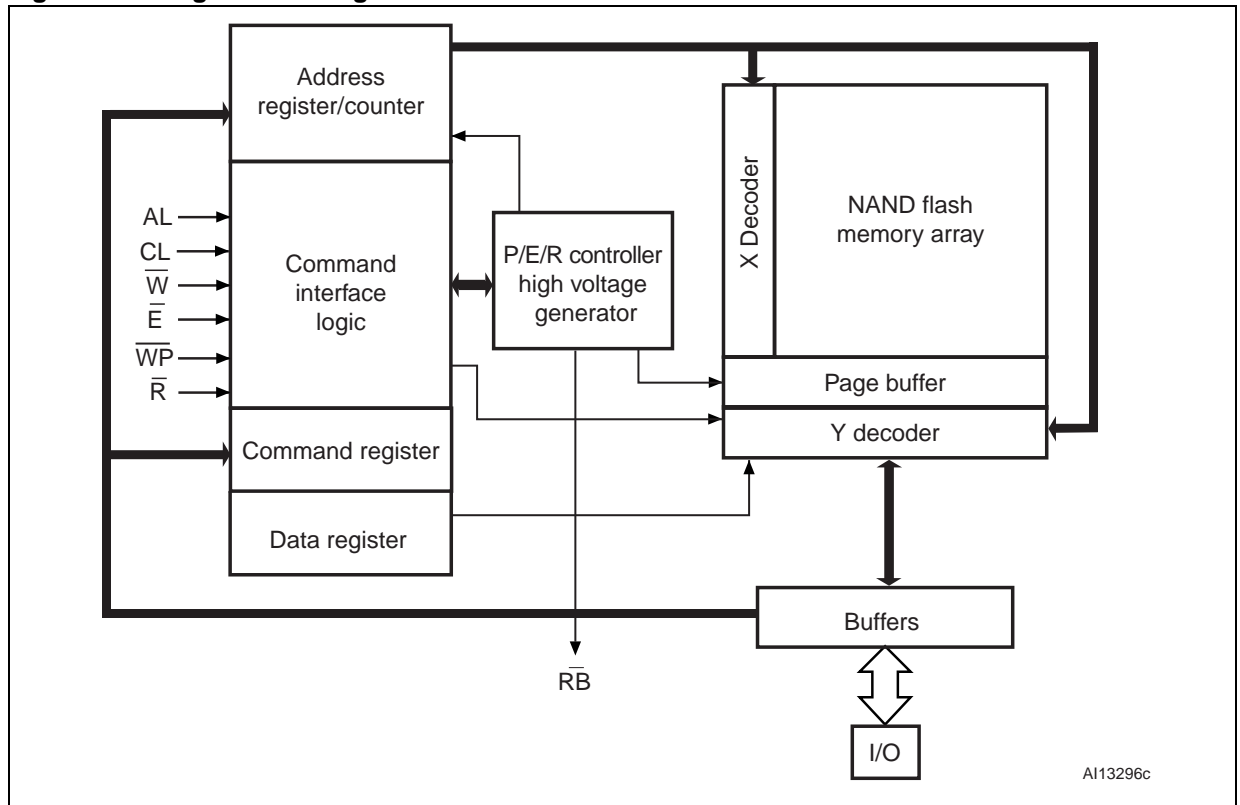 Address
register/counter
AL
CL
W̅
E̅
W̅P̅
R̅
Command
interface
logic
Command register
Data register
P/E/R controller
high voltage
generator
RB̅
X Decoder
NAND flash
memory array
Page buffer
Y decoder
Buffers
I/O
AI13296c